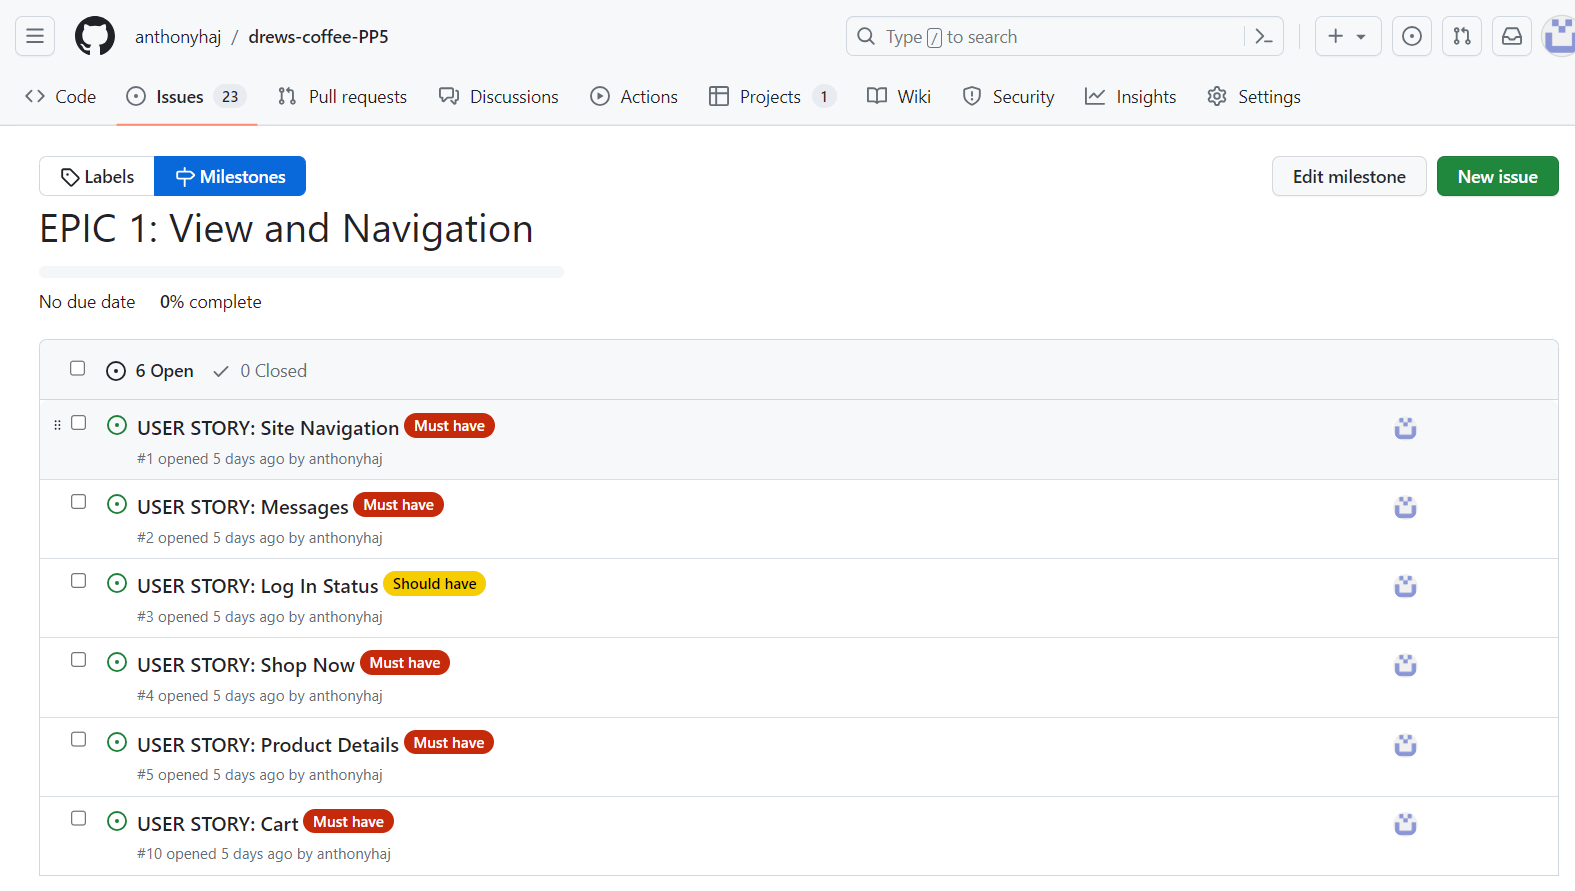 anthonyhaj / drews-coffee-PP5
Type / to search
Code
Issues 23
Pull requests
Discussions
Actions
Projects 1
Wiki
Security
Insights
Settings
Labels
Milestones
Edit milestone
New issue
EPIC 1: View and Navigation
No due date 0% complete
6 Open 0 Closed
USER STORY: Site Navigation Must have
#1 opened 5 days ago by anthonyhaj
USER STORY: Messages Must have
#2 opened 5 days ago by anthonyhaj
USER STORY: Log In Status Should have
#3 opened 5 days ago by anthonyhaj
USER STORY: Shop Now Must have
#4 opened 5 days ago by anthonyhaj
USER STORY: Product Details Must have
#5 opened 5 days ago by anthonyhaj
USER STORY: Cart Must have
#10 opened 5 days ago by anthonyhaj